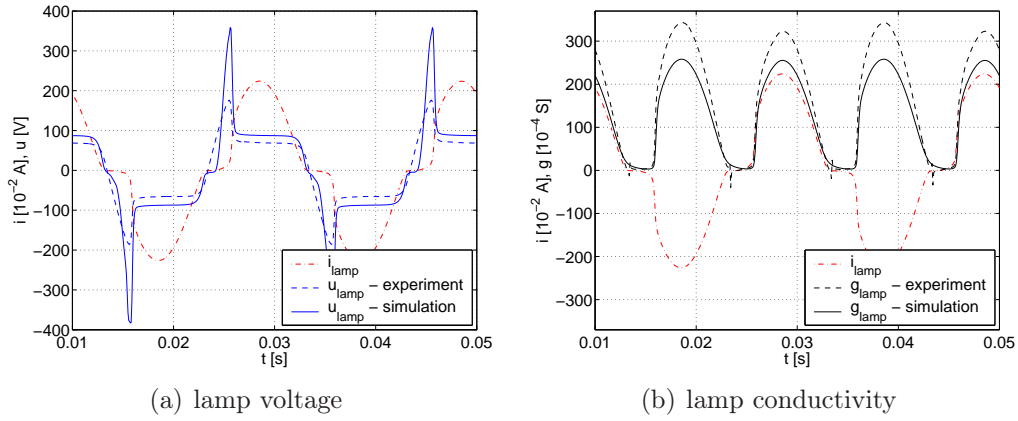 400
300
200
100
0
−100
−200
−300
−400
i [10⁻² A], u [V]
0.01
0.02
0.03
0.04
0.05
t [s]
i_lamp
u_lamp − experiment
u_lamp − simulation
(a) lamp voltage
300
200
100
0
−100
−200
−300
i [10⁻² A], g [10⁻⁴ S]
0.01
0.02
0.03
0.04
0.05
t [s]
i_lamp
g_lamp − experiment
g_lamp − simulation
(b) lamp conductivity